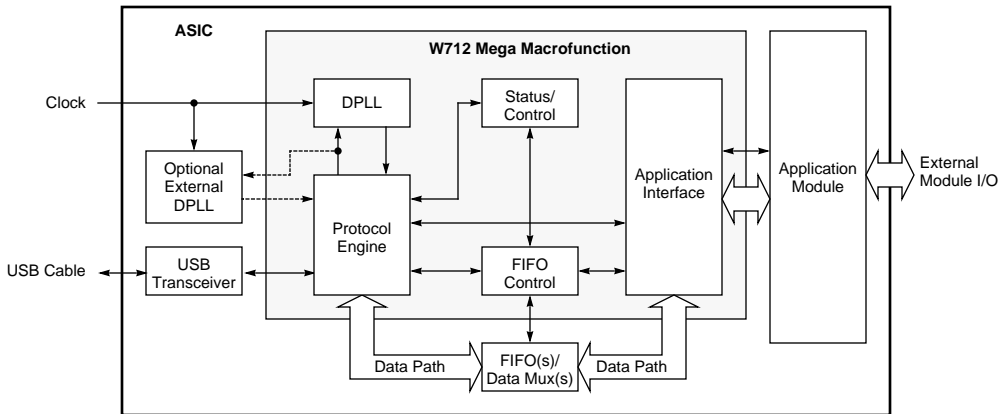 ASIC
W712 Mega Macrofunction
Clock
DPLL
Status/
Control
Optional
External
DPLL
Protocol
Engine
Application
Interface
Application
Module
External
Module I/O
USB Cable
USB
Transceiver
FIFO
Control
Data Path
FIFO(s)/
Data Mux(s)
Data Path